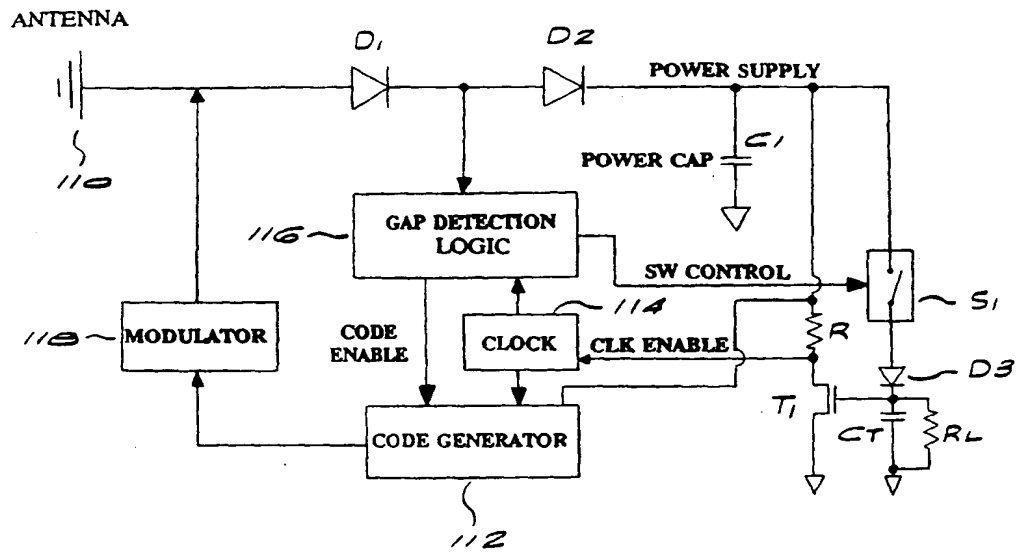 ANTENNA
D1
D2
POWER SUPPLY
C1
POWER CAP
110
116
GAP DETECTION
LOGIC
SW CONTROL
S1
114
118
MODULATOR
CODE
ENABLE
CLOCK
CLK ENABLE
R
D3
T1
CT
RL
CODE GENERATOR
112